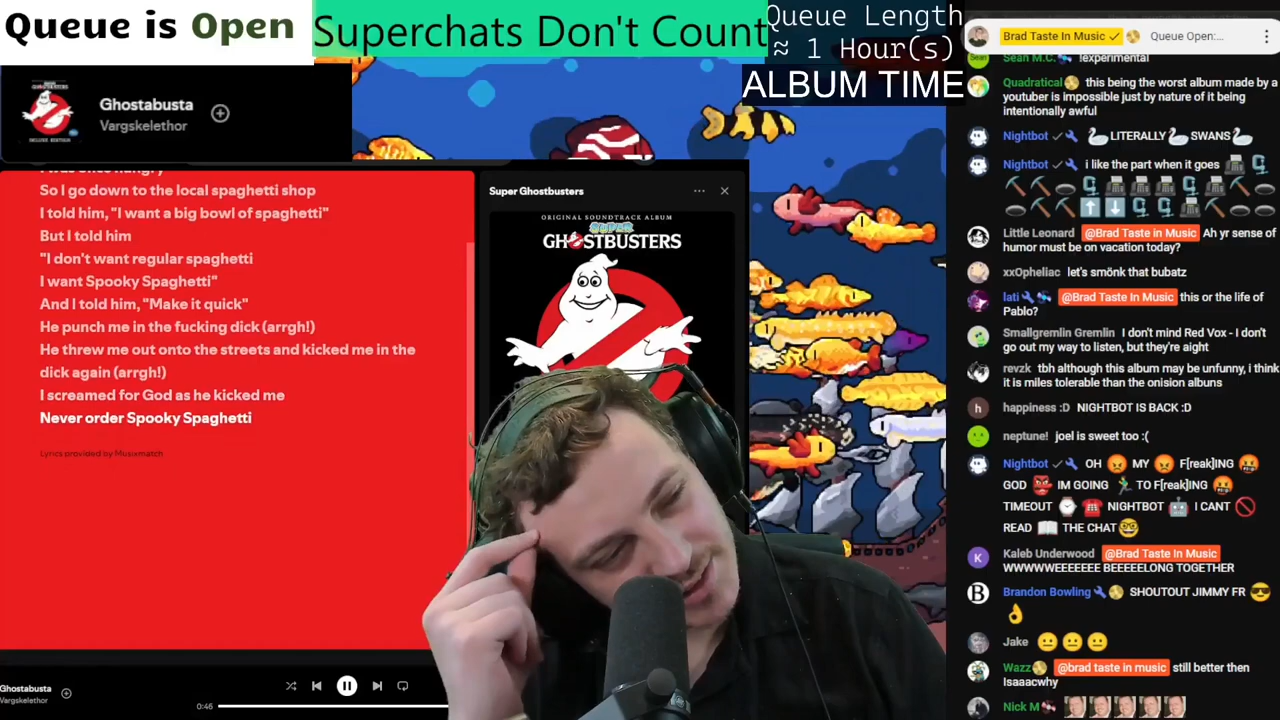 Queue is Open
Superchats Don't Count
Queue Length
≈ 1 Hour(s)
ALBUM TIME
Ghostabusta
Vargskelethor
I was once hungry
So I go down to the local spaghetti shop
I told him, "I want a big bowl of spaghetti"
But I told him
"I don't want regular spaghetti
I want Spooky Spaghetti"
And I told him, "Make it quick"
He punch me in the fucking dick (arrgh!)
He threw me out onto the streets and kicked me in the
dick again (arrgh!)
I screamed for God as he kicked me
Never order Spooky Spaghetti
Lyrics provided by Musixmatch
Super Ghostbusters
ORIGINAL SOUNDTRACK ALBUM
SUPER
GHOSTBUSTERS
Ghostabusta
Vargskelethor
0:46
Brad Taste In Music Queue Open:...
Sean M.C. !experimental
Quadratical this being the worst album made by a
youtuber is impossible just by nature of it being
intentionally awful
Nightbot 🦢LITERALLY🦢SWANS🦢
Nightbot i like the part when it goes
Little Leonard @Brad Taste In Music Ah yr sense of
humor must be on vacation today?
xxOpheliac let's smönk that bubatz
lati @Brad Taste In Music this or the life of
Pablo?
Smallgremlin Gremlin I don't mind Red Vox - I don't
go out my way to listen, but they're aight
revzk tbh although this album may be unfunny, i think
it is miles tolerable than the onision albuns
happiness :D NIGHTBOT IS BACK :D
neptune! joel is sweet too :(
Nightbot OH 😡 MY 😡 F[reak]ING 🤬
GOD 👺 IM GOING 🏃 TO F[reak]ING 🤬
TIMEOUT ⌚ ☎️ NIGHTBOT 🤖 I CANT 🚫
READ 📖 THE CHAT 🤓
Kaleb Underwood @Brad Taste In Music
WWWWWEEEEEEE BEEEEELONG TOGETHER
Brandon Bowling SHOUTOUT JIMMY FR 😎
👌
Jake 😐 😐 😐
Wazz @brad taste in music still better then
Isaaacwhy
Nick M